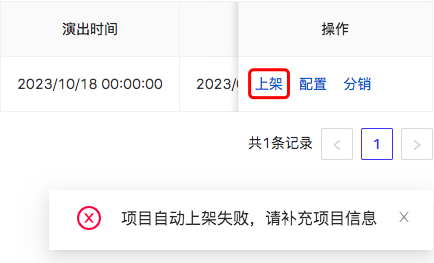 演出时间 操作
2023/10/18 00:00:00 2023/ 上架 配置 分销
共1条记录 1
项目自动上架失败，请补充项目信息